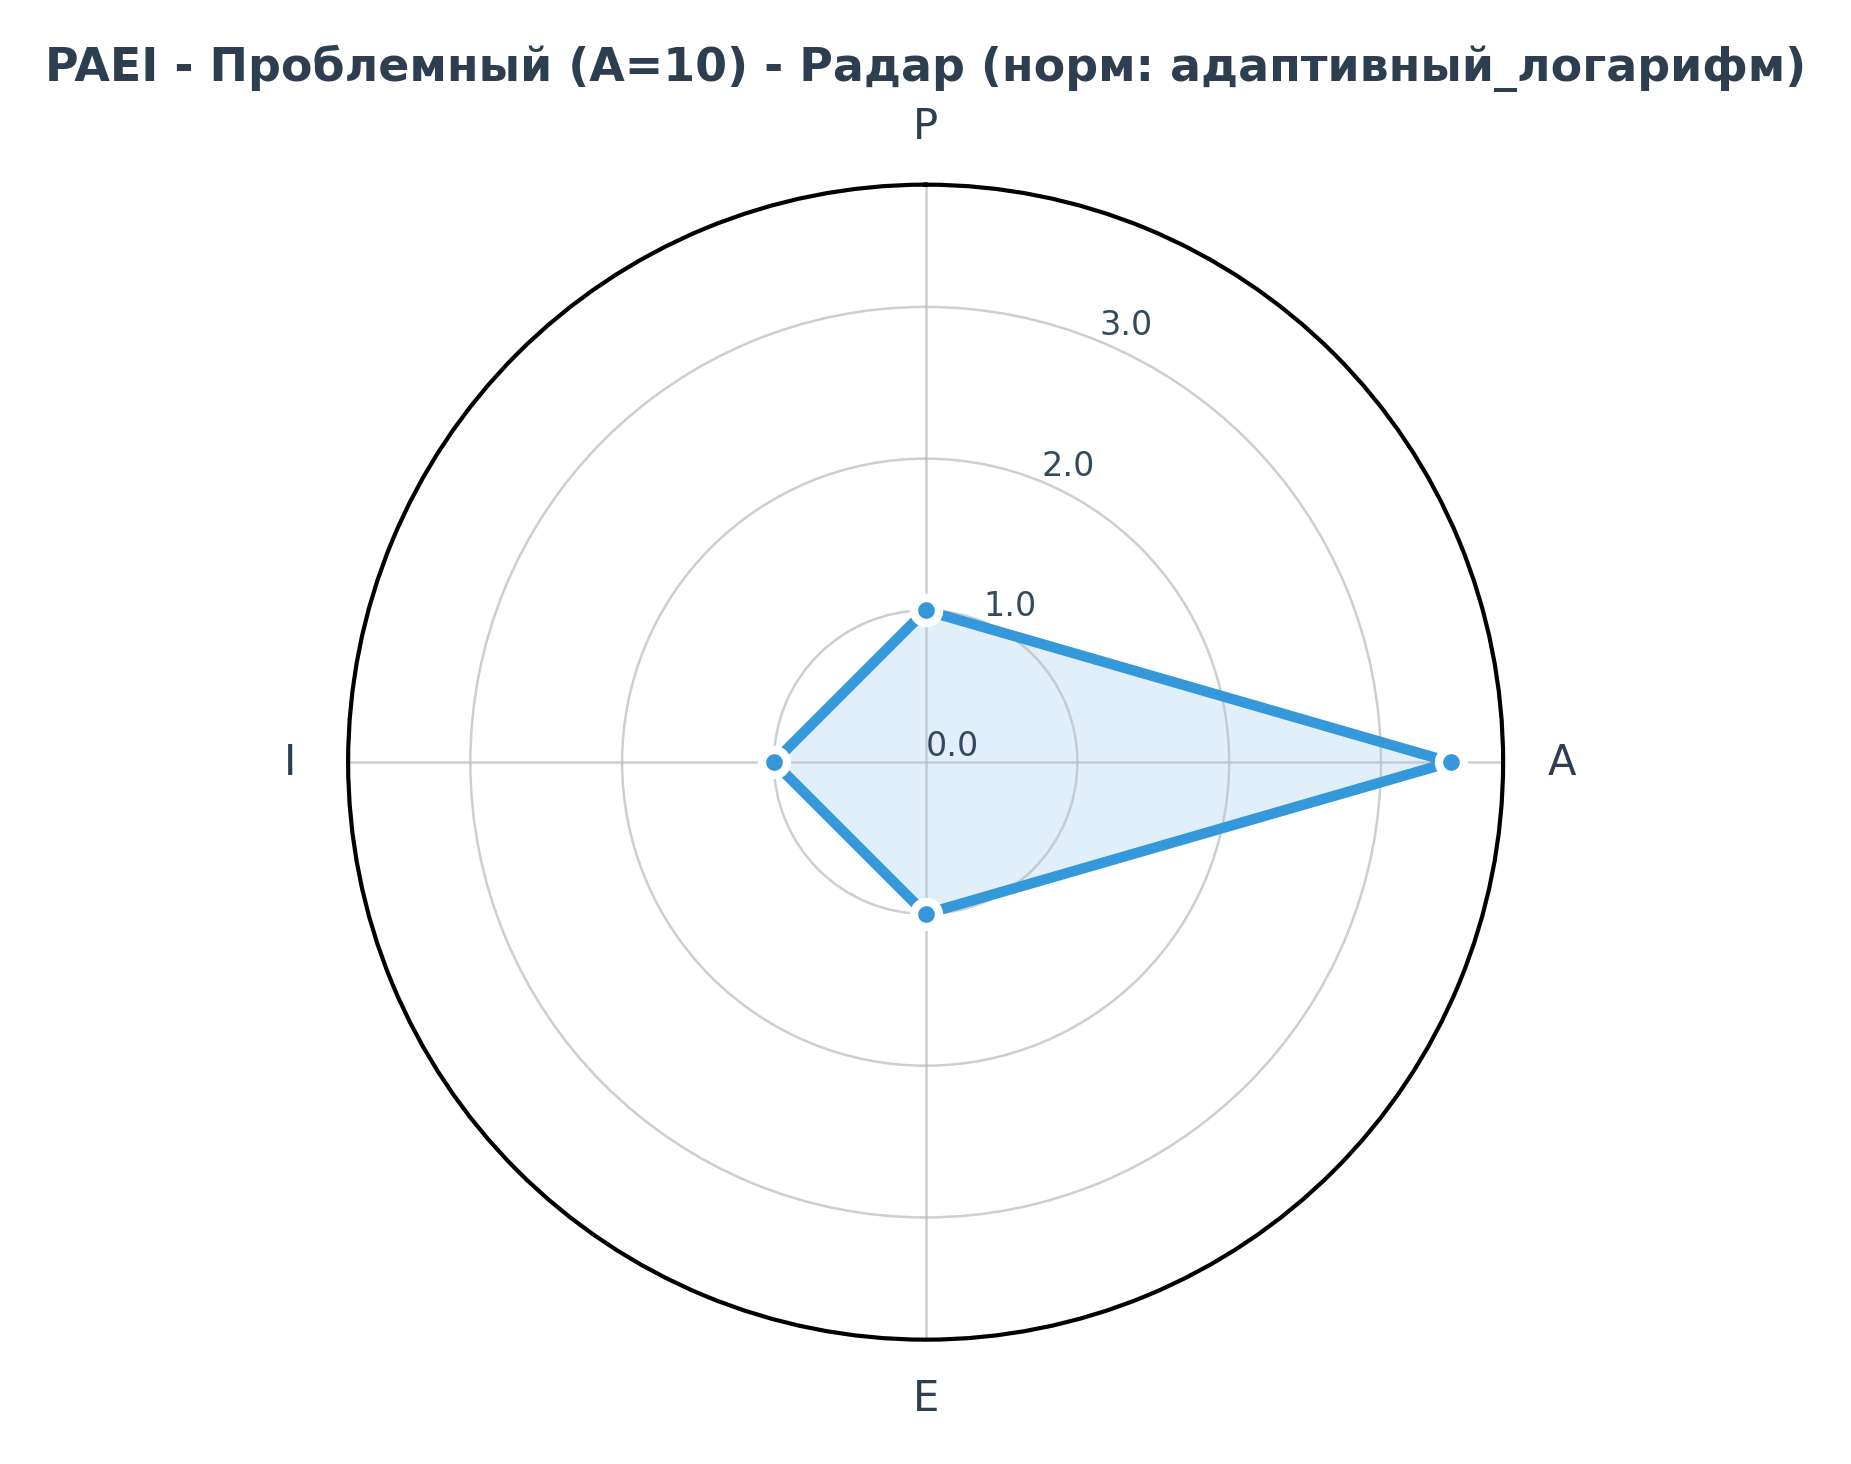 PAEI - Проблемный (A=10) - Радар (норм: адаптивный_логарифм)
P
3.0
2.0
1.0
0.0
I
A
E